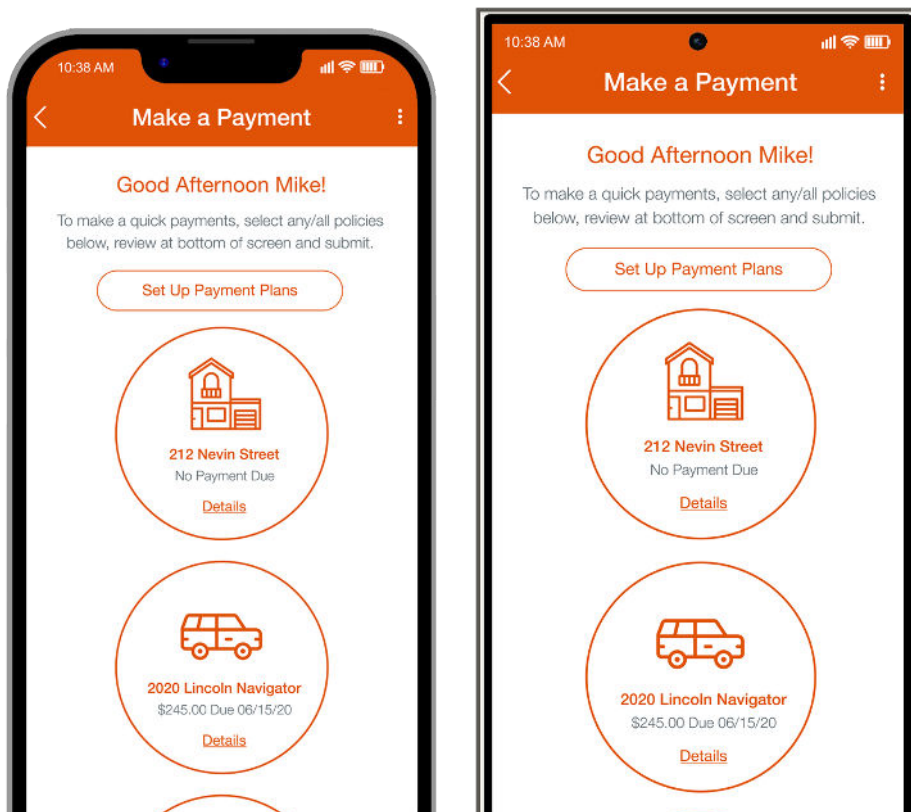 10:38 AM
Make a Payment
Good Afternoon Mike!
To make a quick payments, select any/all policies
below, review at bottom of screen and submit.
Set Up Payment Plans
212 Nevin Street
No Payment Due
Details
2020 Lincoln Navigator
$245.00 Due 06/15/20
Details
10:38 AM
Make a Payment
Good Afternoon Mike!
To make a quick payments, select any/all policies
below, review at bottom of screen and submit.
Set Up Payment Plans
212 Nevin Street
No Payment Due
Details
2020 Lincoln Navigator
$245.00 Due 06/15/20
Details